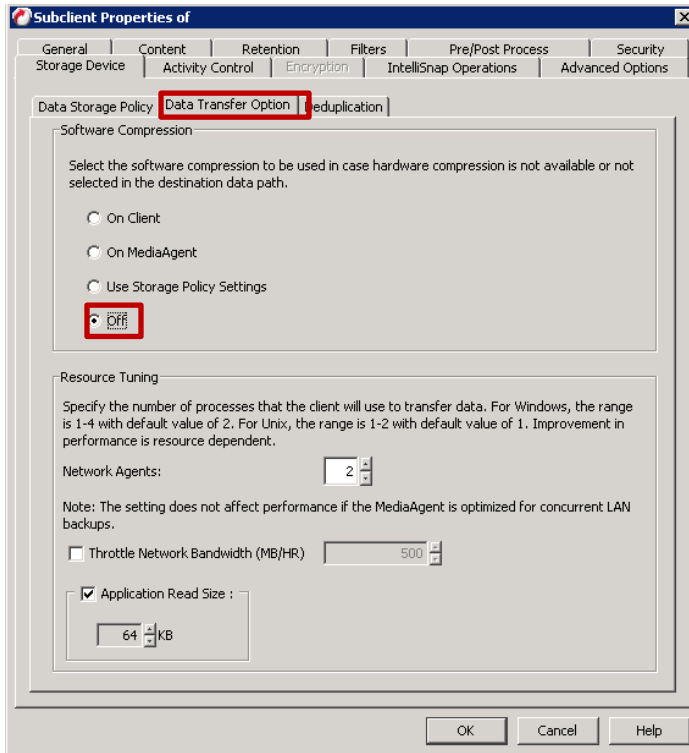 Subclient Properties of
General
Content
Retention
Filters
Pre/Post Process
Security
Storage Device
Activity Control
Encryption
IntelliSnap Operations
Advanced Options
Data Storage Policy
Data Transfer Option
Deduplication
Software Compression
Select the software compression to be used in case hardware compression is not available or not
selected in the destination data path.
On Client
On MediaAgent
Use Storage Policy Settings
Off
Resource Tuning
Specify the number of processes that the client will use to transfer data. For Windows, the range
is 1-4 with default value of 2. For Unix, the range is 1-2 with default value of 1. Improvement in
performance is resource dependent.
Network Agents: 2
Note: The setting does not affect performance if the MediaAgent is optimized for concurrent LAN
backups.
Throttle Network Bandwidth (MB/HR) 500
Application Read Size :
64 KB
OK
Cancel
Help